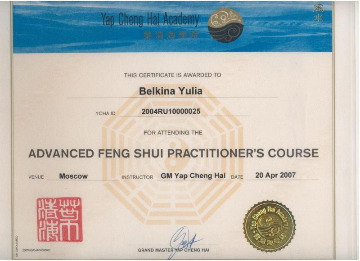 Yap Cheng Hai Academy
THIS CERTIFICATE IS AWARDED TO
Belkina Yulia
YCHA ID 2004RU10000025
FOR ATTENDING THE
ADVANCED FENG SHUI PRACTITIONER'S COURSE
VENUE Moscow INSTRUCTOR GM Yap Cheng Hai DATE 20 Apr 2007
GRAND MASTER YAP CHENG HAI